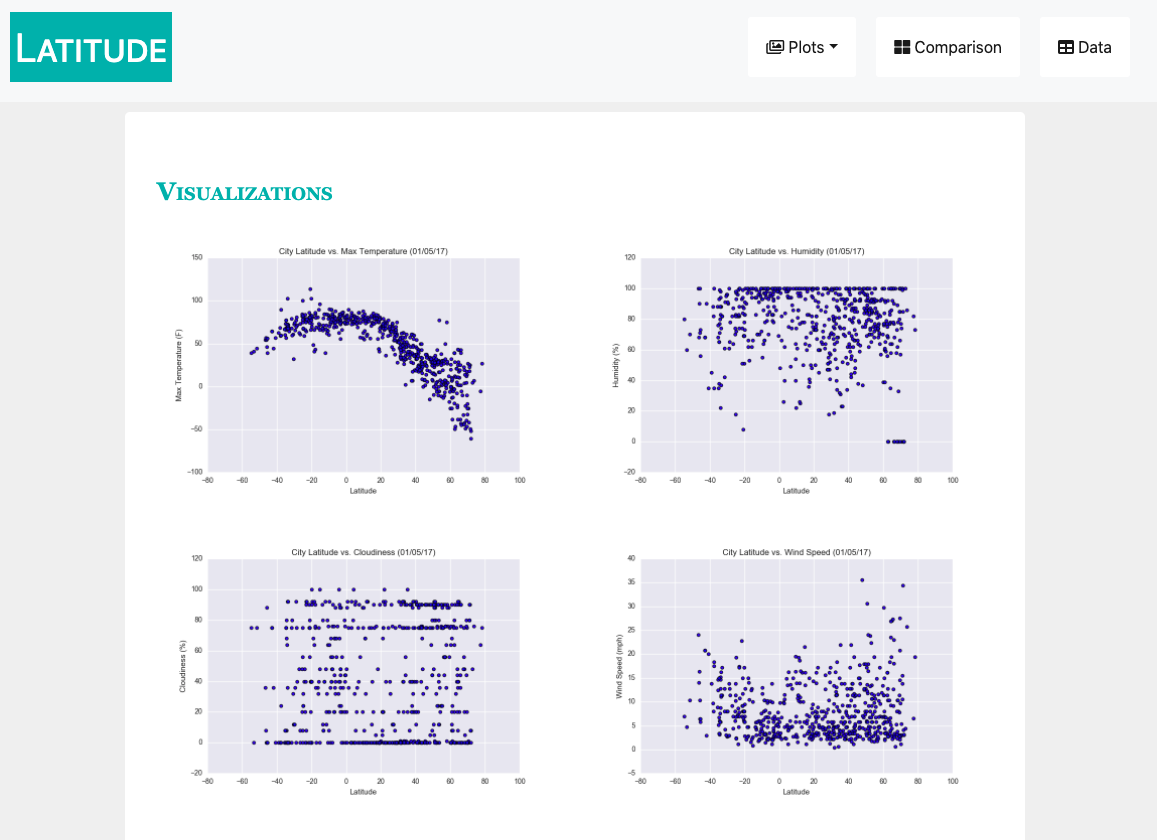 LATITUDE
Plots
Comparison
Data
VISUALIZATIONS
City Latitude vs. Max Temperature (01/05/17)
150
100
50
0
−50
−100
Max Temperature (F)
−80 −60 −40 −20 0 20 40 60 80 100
Latitude
City Latitude vs. Humidity (01/05/17)
120
100
80
60
40
20
0
−20
Humidity (%)
−80 −60 −40 −20 0 20 40 60 80 100
Latitude
City Latitude vs. Cloudiness (01/05/17)
120
100
80
60
40
20
0
−20
Cloudiness (%)
−80 −60 −40 −20 0 20 40 60 80 100
Latitude
City Latitude vs. Wind Speed (01/05/17)
40
35
30
25
20
15
10
5
0
−5
Wind Speed (mph)
−80 −60 −40 −20 0 20 40 60 80 100
Latitude